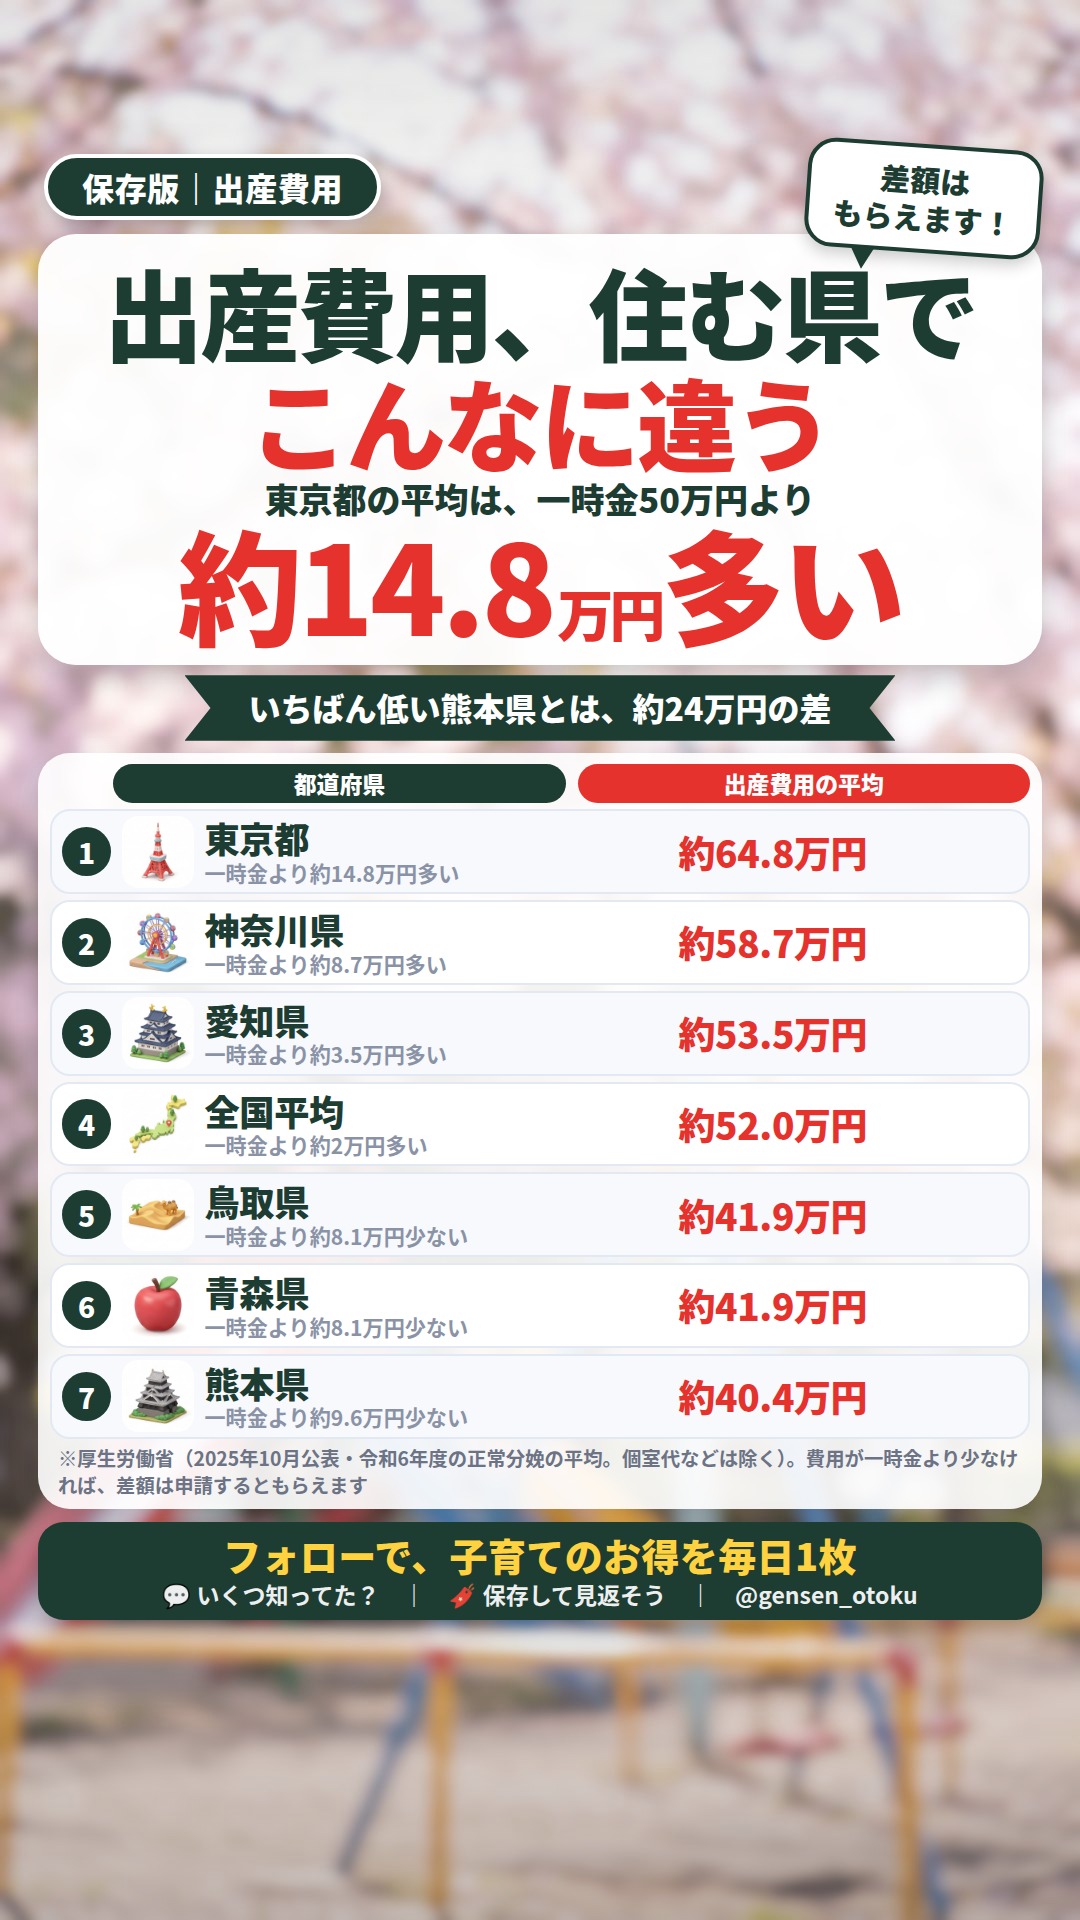 保存版｜出産費用
差額は
もらえます！
出産費用、住む県で
こんなに違う
東京都の平均は、一時金50万円より
約14.8万円多い
いちばん低い熊本県とは、約24万円の差
都道府県
出産費用の平均
1
東京都
一時金より約14.8万円多い
約64.8万円
2
神奈川県
一時金より約8.7万円多い
約58.7万円
3
愛知県
一時金より約3.5万円多い
約53.5万円
4
全国平均
一時金より約2万円多い
約52.0万円
5
鳥取県
一時金より約8.1万円少ない
約41.9万円
6
青森県
一時金より約8.1万円少ない
約41.9万円
7
熊本県
一時金より約9.6万円少ない
約40.4万円
※厚生労働省（2025年10月公表・令和6年度の正常分娩の平均。個室代などは除く）。費用が一時金より少なけ
れば、差額は申請するともらえます
フォローで、子育てのお得を毎日1枚
💬 いくつ知ってた？ ｜ 🔖 保存して見返そう ｜ @gensen_otoku